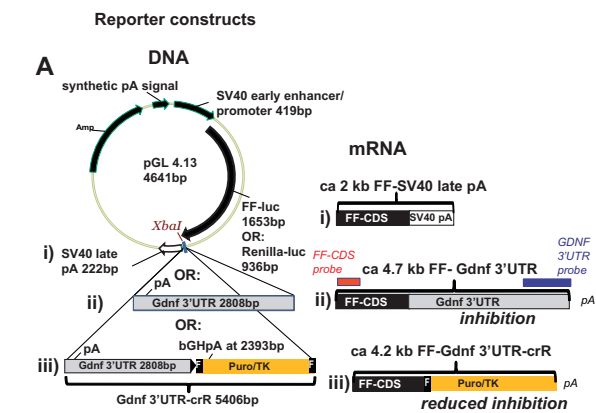 Reporter constructs
DNA
A
synthetic pA signal
SV40 early enhancer/
promoter 419bp
Amp
pGL 4.13
4641bp
FF-luc
1653bp
OR:
Renilla-luc
936bp
XbaI
i) SV40 late
pA 222bp
OR:
pA
ii) Gdnf 3'UTR 2808bp
OR:
bGHpA at 2393bp
pA
iii) Gdnf 3'UTR 2808bp F Puro/TK F
Gdnf 3'UTR-crR 5406bp
mRNA
ca 2 kb FF-SV40 late pA
i) FF-CDS SV40 pA
FF-CDS
probe
GDNF
3'UTR
probe
ca 4.7 kb FF- Gdnf 3'UTR
ii) FF-CDS Gdnf 3'UTR pA
inhibition
ca 4.2 kb FF-Gdnf 3'UTR-crR
iii) FF-CDS F Puro/TK pA
reduced inhibition